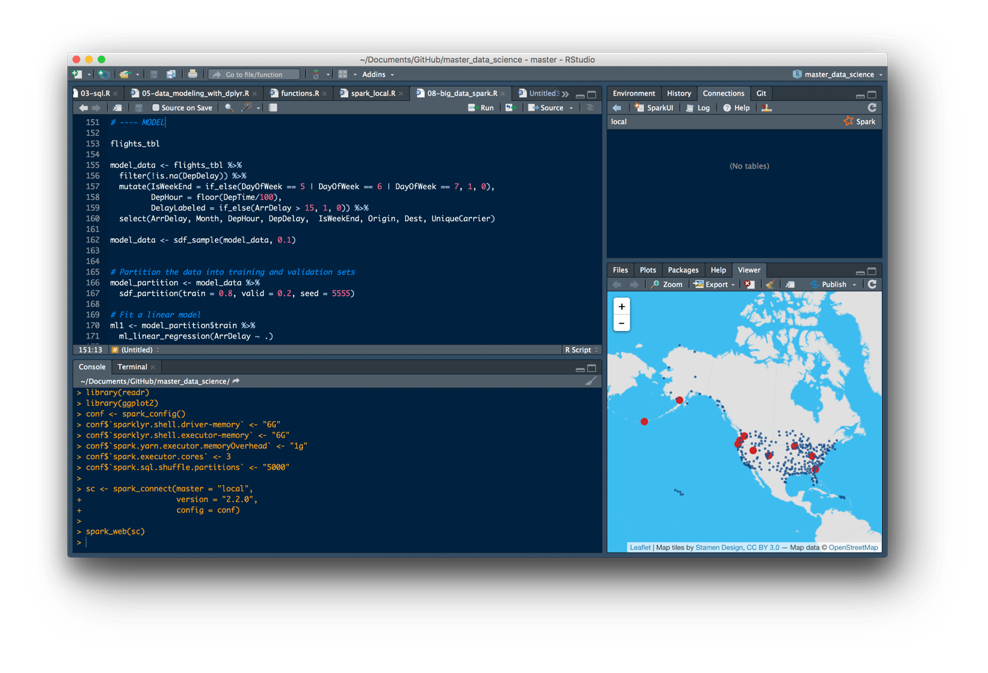 ~/Documents/GitHub/master_data_science - master - RStudio
Go to file/function Addins master_data_science
03-sql.R 05-data_modeling_with_dplyr.R functions.R spark_local.R 08-big_data_spark.R Untitled3
Source on Save Run Source
151 # ---- MODEL
152
153 flights_tbl
154
155 model_data <- flights_tbl %>%
156 filter(!is.na(DepDelay)) %>%
157 mutate(IsWeekEnd = if_else(DayOfWeek == 5 | DayOfWeek == 6 | DayOfWeek == 7, 1, 0),
158 DepHour = floor(DepTime/100),
159 DelayLabeled = if_else(ArrDelay > 15, 1, 0)) %>%
160 select(ArrDelay, Month, DepHour, DepDelay, IsWeekEnd, Origin, Dest, UniqueCarrier)
161
162 model_data <- sdf_sample(model_data, 0.1)
163
164
165 # Partition the data into training and validation sets
166 model_partition <- model_data %>%
167 sdf_partition(train = 0.8, valid = 0.2, seed = 5555)
168
169 # Fit a linear model
170 ml1 <- model_partition$train %>%
171 ml_linear_regression(ArrDelay ~ .)
151:13 # (Untitled) R Script
Console Terminal
~/Documents/GitHub/master_data_science/
> library(readr)
> library(ggplot2)
> conf <- spark_config()
> conf$`sparklyr.shell.driver-memory` <- "6G"
> conf$`sparklyr.shell.executor-memory` <- "6G"
> conf$`spark.yarn.executor.memoryOverhead` <- "1g"
> conf$`spark.executor.cores` <- 3
> conf$`spark.sql.shuffle.partitions` <- "5000"
>
> sc <- spark_connect(master = "local",
+ version = "2.2.0",
+ config = conf)
>
> spark_web(sc)
>
Environment History Connections Git
SparkUI Log Help
local Spark
(No tables)
Files Plots Packages Help Viewer
Zoom Export Publish
+
−
Leaflet | Map tiles by Stamen Design, CC BY 3.0 — Map data © OpenStreetMap